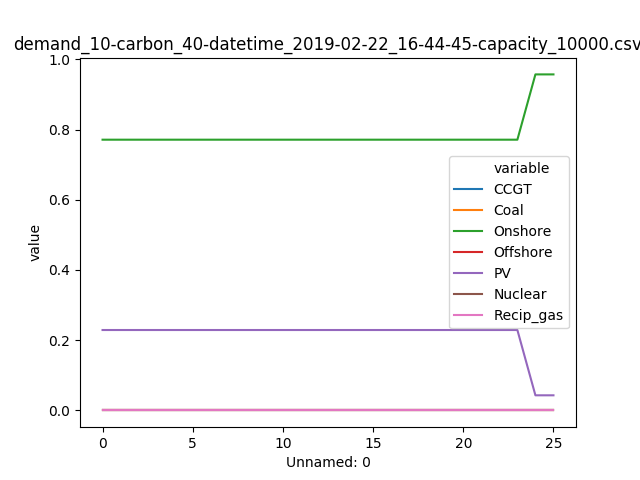 demand_10-carbon_40-datetime_2019-02-22_16-44-45-capacity_10000.csv
1.0
0.8
0.6
0.4
0.2
0.0
value
variable
CCGT
Coal
Onshore
Offshore
PV
Nuclear
Recip_gas
0 5 10 15 20 25
Unnamed: 0